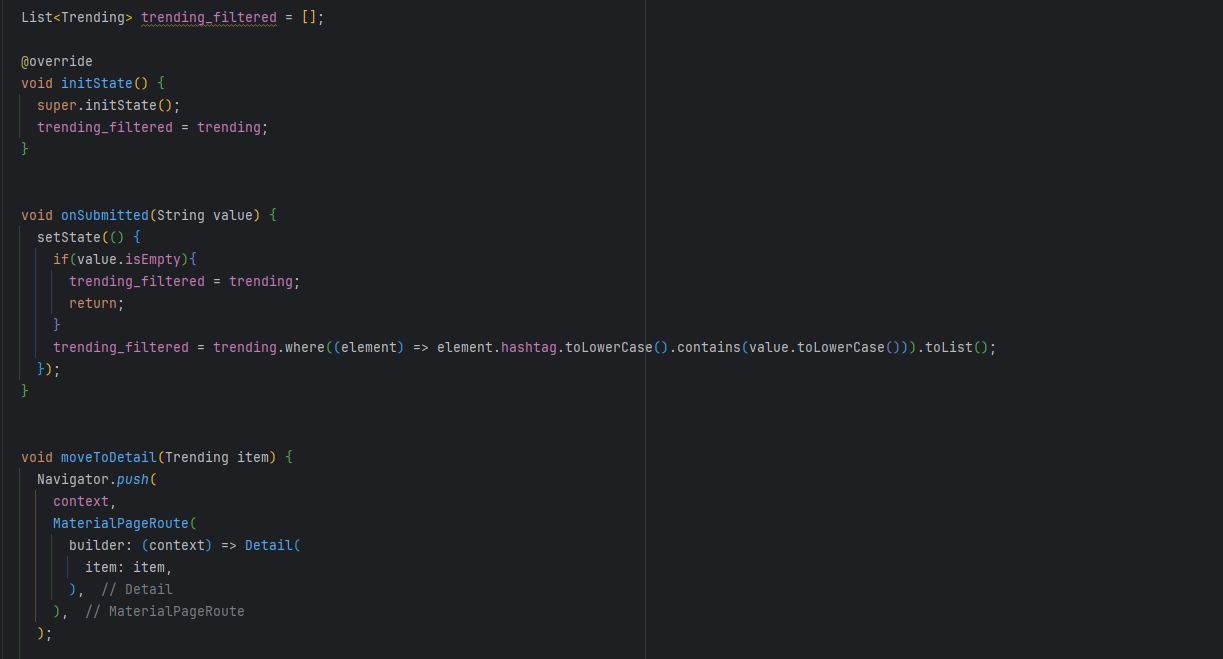 List<Trending> trending_filtered = [];
@override
void initState() {
super.initState();
trending_filtered = trending;
}
void onSubmitted(String value) {
setState(() {
if(value.isEmpty){
trending_filtered = trending;
return;
}
trending_filtered = trending.where((element) => element.hashtag.toLowerCase().contains(value.toLowerCase())).toList();
});
}
void moveToDetail(Trending item) {
Navigator.push(
context,
MaterialPageRoute(
builder: (context) => Detail(
item: item,
), // Detail
), // MaterialPageRoute
);